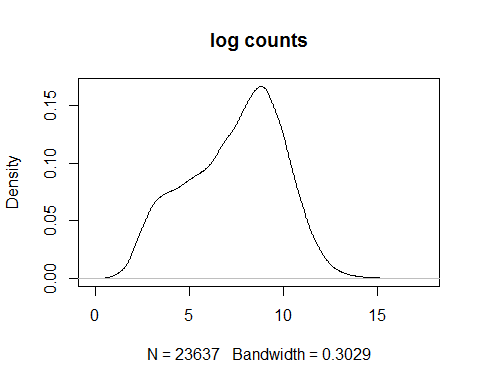 log counts
Density
0.15
0.10
0.05
0.00
0 5 10 15
N = 23637 Bandwidth = 0.3029